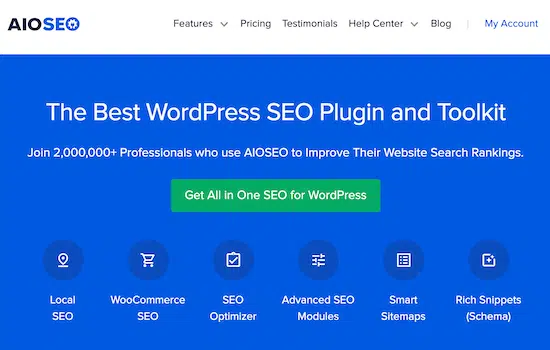 AIOSEO
Features Pricing Testimonials Help Center Blog My Account
The Best WordPress SEO Plugin and Toolkit
Join 2,000,000+ Professionals who use AIOSEO to Improve Their Website Search Rankings.
Get All in One SEO for WordPress
Local SEO
WooCommerce SEO
SEO Optimizer
Advanced SEO Modules
Smart Sitemaps
Rich Snippets (Schema)